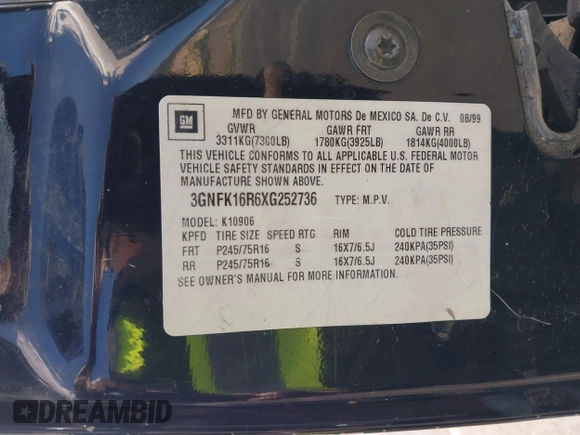 GM
MFD BY GENERAL MOTORS De MEXICO SA. De C.V. 08/99
GVWR GAWR FRT GAWR RR
3311KG(7300LB) 1780KG(3925LB) 1814KG(4000LB)
THIS VEHICLE CONFORMS TO ALL APPLICABLE U.S. FEDERAL MOTOR
VEHICLE SAFETY STANDARDS IN EFFECT ON THE DATE OF
MANUFACTURE SHOWN ABOVE.
3GNFK16R6XG252736 TYPE: M.P.V.
MODEL: K10906
KPFD TIRE SIZE SPEED RTG RIM COLD TIRE PRESSURE
FRT P245/75R16 S 16X7/6.5J 240KPA(35PSI)
RR P245/75R16 S 16X7/6.5J 240KPA(35PSI)
SEE OWNER'S MANUAL FOR MORE INFORMATION.
DREAMBID